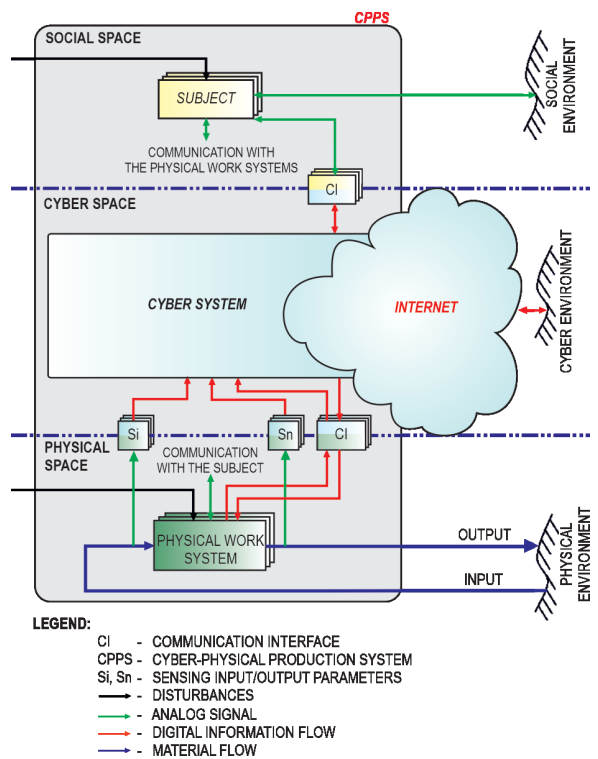 CPPS
SOCIAL SPACE
SUBJECT
SOCIAL
ENVIRONMENT
COMMUNICATION WITH
THE PHYSICAL WORK SYSTEMS
CI
CYBER SPACE
CYBER SYSTEM
INTERNET
CYBER ENVIRONMENT
Si
Sn
CI
PHYSICAL
SPACE
COMMUNICATION
WITH THE SUBJECT
PHYSICAL WORK
SYSTEM
OUTPUT
INPUT
PHYSICAL
ENVIRONMENT
LEGEND:
CI - COMMUNICATION INTERFACE
CPPS - CYBER-PHYSICAL PRODUCTION SYSTEM
Si, Sn - SENSING INPUT/OUTPUT PARAMETERS
- DISTURBANCES
- ANALOG SIGNAL
- DIGITAL INFORMATION FLOW
- MATERIAL FLOW